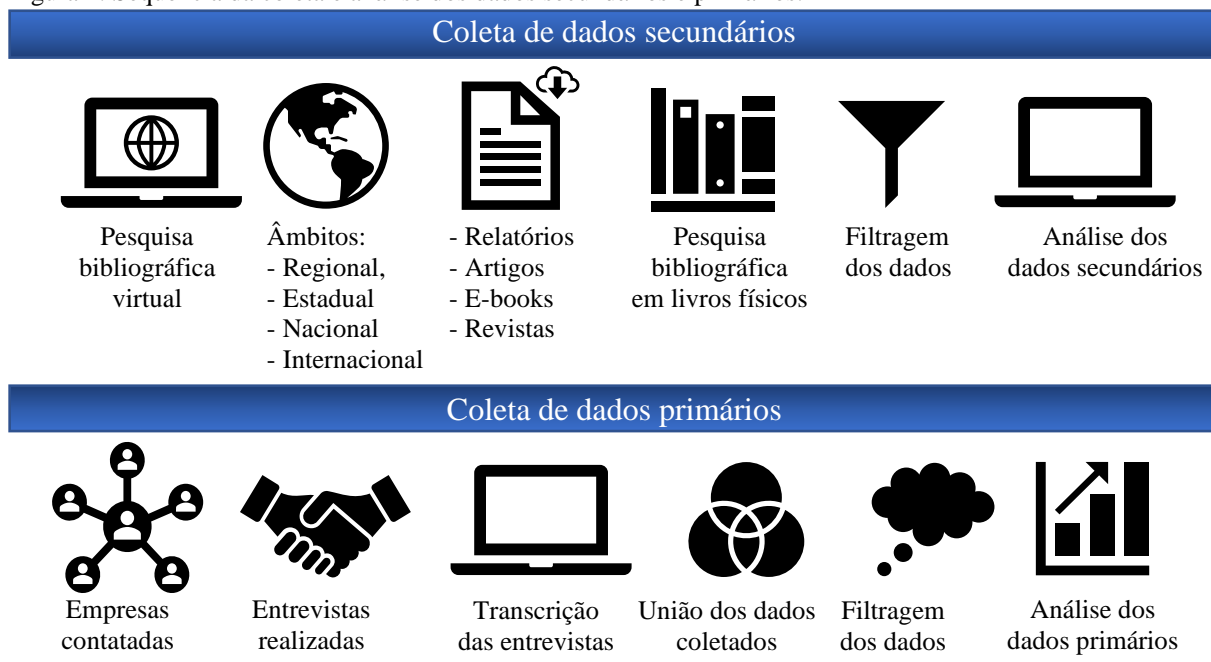 Coleta de dados secundários
Pesquisa
bibliográfica
virtual
Âmbitos:
- Regional,
- Estadual
- Nacional
- Internacional
- Relatórios
- Artigos
- E-books
- Revistas
Pesquisa
bibliográfica
em livros físicos
Filtragem
dos dados
Análise dos
dados secundários
Coleta de dados primários
Empresas
contatadas
Entrevistas
realizadas
Transcrição
das entrevistas
União dos dados
coletados
Filtragem
dos dados
Análise dos
dados primários